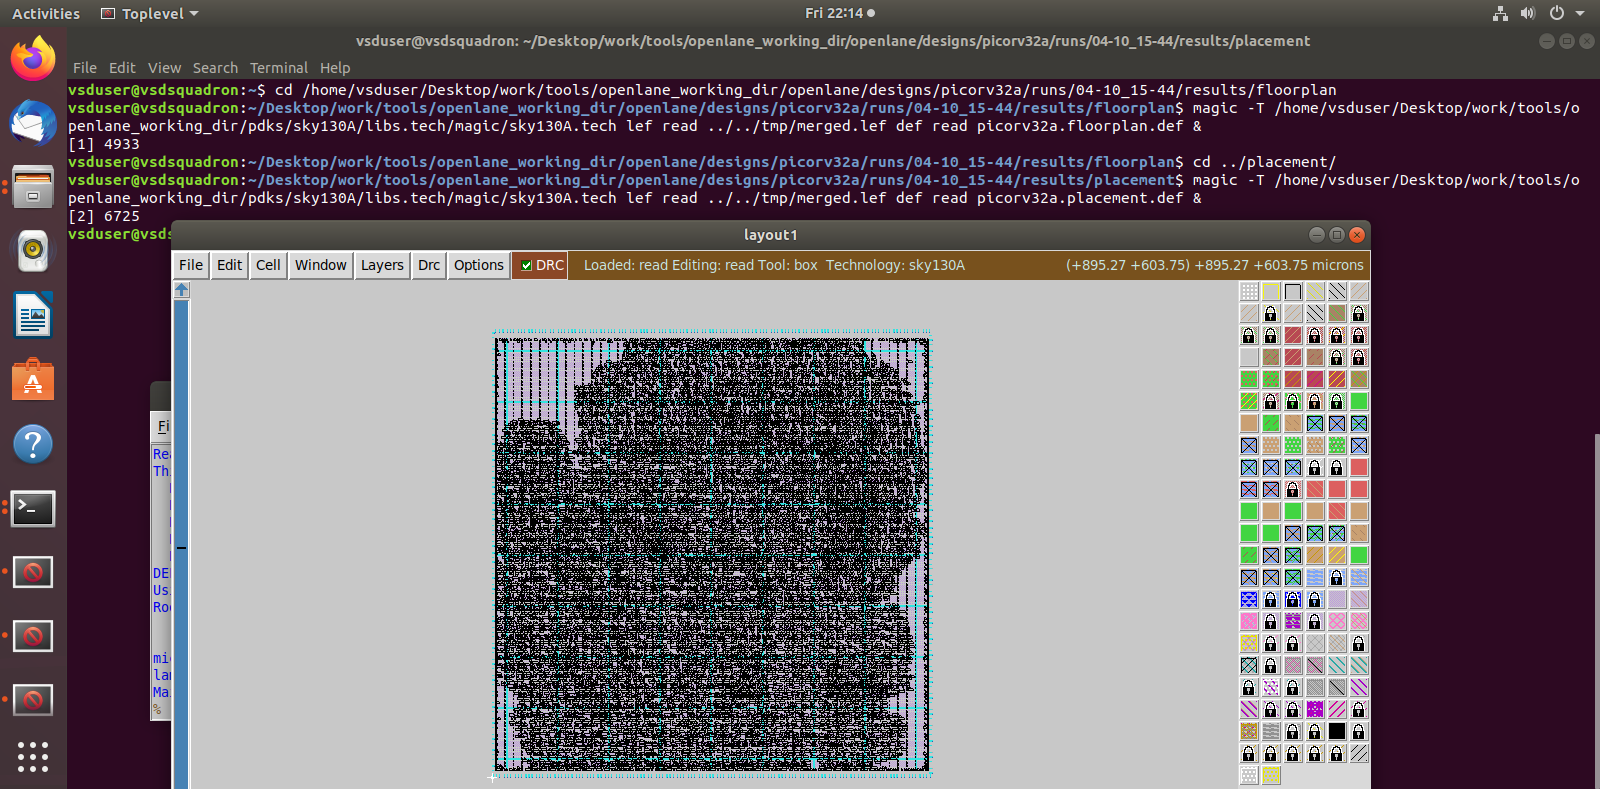 Activities
Toplevel
Fri 22:14
vsduser@vsdsquadron: ~/Desktop/work/tools/openlane_working_dir/openlane/designs/picorv32a/runs/04-10_15-44/results/placement
File Edit View Search Terminal Help
vsduser@vsdsquadron:~$ cd /home/vsduser/Desktop/work/tools/openlane_working_dir/openlane/designs/picorv32a/runs/04-10_15-44/results/floorplan
vsduser@vsdsquadron:~/Desktop/work/tools/openlane_working_dir/openlane/designs/picorv32a/runs/04-10_15-44/results/floorplan$ magic -T /home/vsduser/Desktop/work/tools/o
penlane_working_dir/pdks/sky130A/libs.tech/magic/sky130A.tech lef read ../../tmp/merged.lef def read picorv32a.floorplan.def &
[1] 4933
vsduser@vsdsquadron:~/Desktop/work/tools/openlane_working_dir/openlane/designs/picorv32a/runs/04-10_15-44/results/floorplan$ cd ../placement/
vsduser@vsdsquadron:~/Desktop/work/tools/openlane_working_dir/openlane/designs/picorv32a/runs/04-10_15-44/results/placement$ magic -T /home/vsduser/Desktop/work/tools/o
penlane_working_dir/pdks/sky130A/libs.tech/magic/sky130A.tech lef read ../../tmp/merged.lef def read picorv32a.placement.def &
[2] 6725
vsduser@vsds
layout1
File Edit Cell Window Layers Drc Options DRC Loaded: read Editing: read Tool: box Technology: sky130A (+895.27 +603.75) +895.27 +603.75 microns
Fi
Rea
Thi
DE
Us
Roo
mi
lam
Ma
%